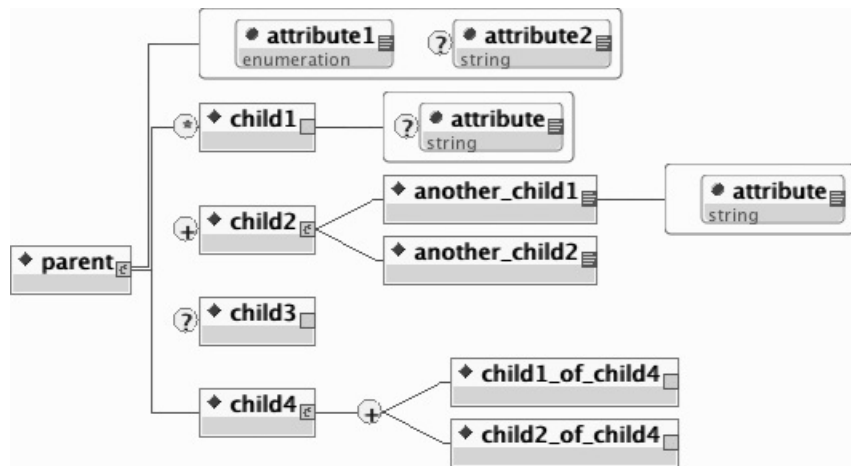 attribute1
enumeration
? attribute2
string
* child1
? attribute
string
another_child1
attribute
string
+ child2
another_child2
parent
? child3
child4
+
child1_of_child4
child2_of_child4